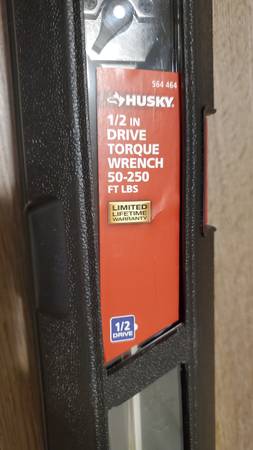 564 464
HUSKY
1/2 IN
DRIVE
TORQUE
WRENCH
50-250
FT LBS
LIMITED
LIFETIME
WARRANTY
1/2
DRIVE